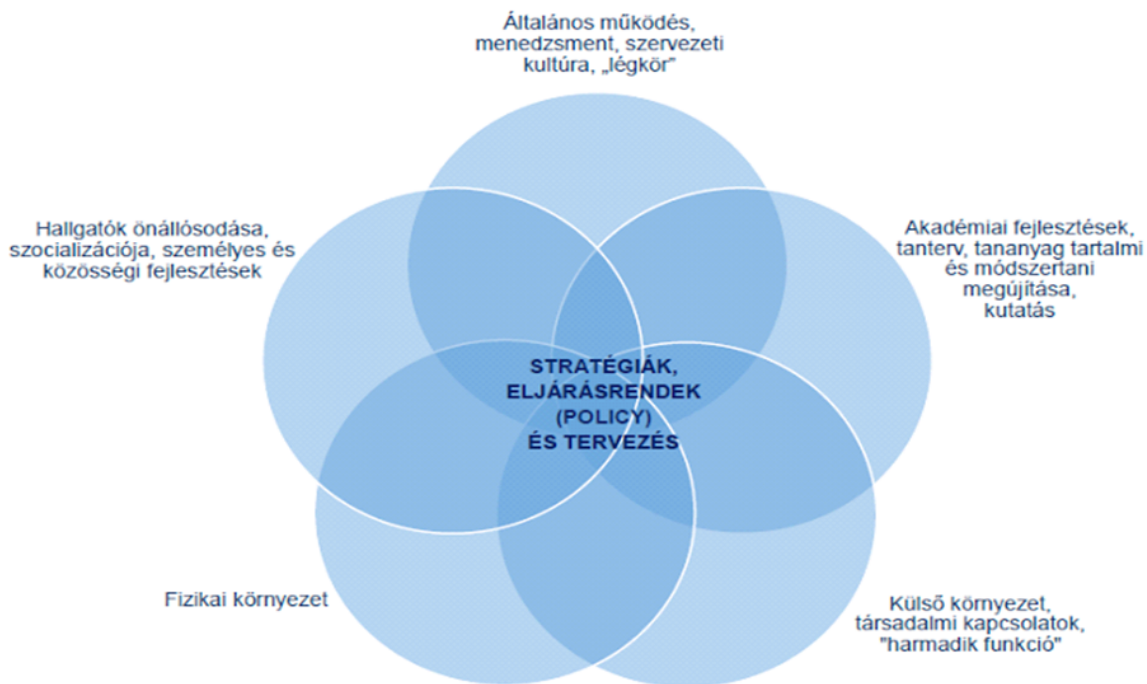 Általános működés,
menedzsment, szervezeti
kultúra, „légkör”
Hallgatók önállósodása,
szocializációja, személyes és
közösségi fejlesztések
Akadémiai fejlesztések,
tanterv, tananyag tartalmi
és módszertani
megújítása,
kutatás
STRATÉGIÁK,
ELJÁRÁSRENDEK
(POLICY)
ÉS TERVEZÉS
Fizikai környezet
Külső környezet,
társadalmi kapcsolatok,
"harmadik funkció"